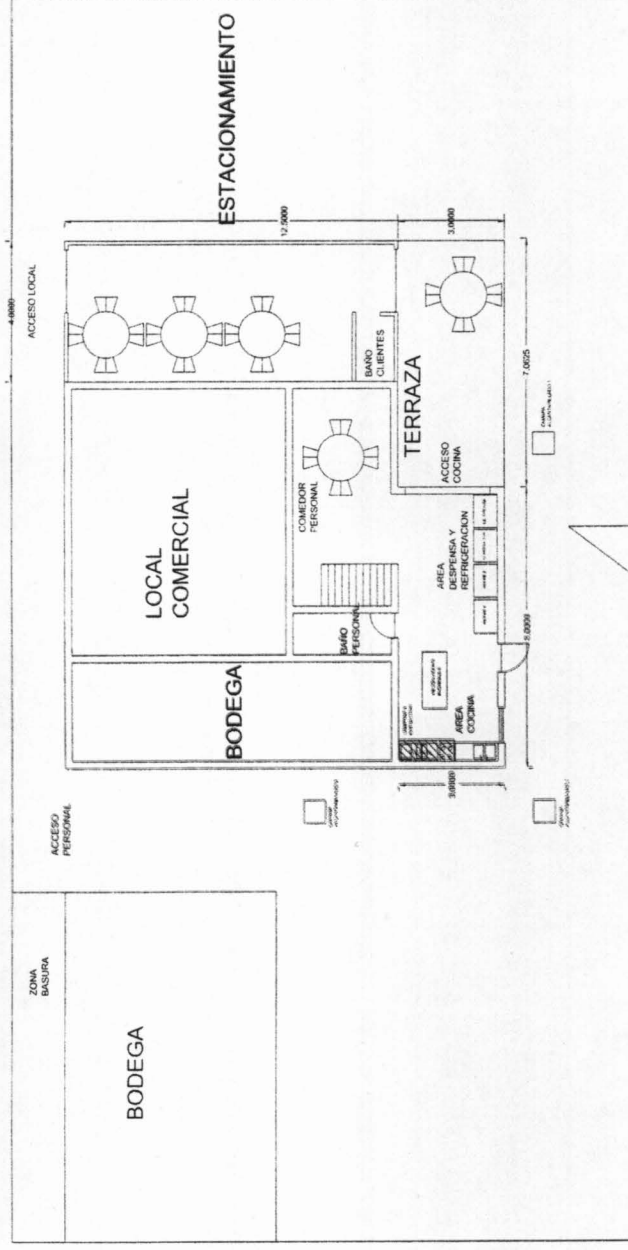 ESTACIONAMIENTO
4.0000
ACCESO LOCAL
12.5000
3.0000
BAÑO
CLIENTES
TERRAZA
7.0025
ACCESO
COCINA
COMEDOR
PERSONAL
LOCAL
COMERCIAL
AREA
DESPENSA Y
REFRIGERACION
BAÑO
PERSONAL
BODEGA
AREA
COCINA
3.0000
ACCESO
PERSONAL
ZONA
BASURA
BODEGA